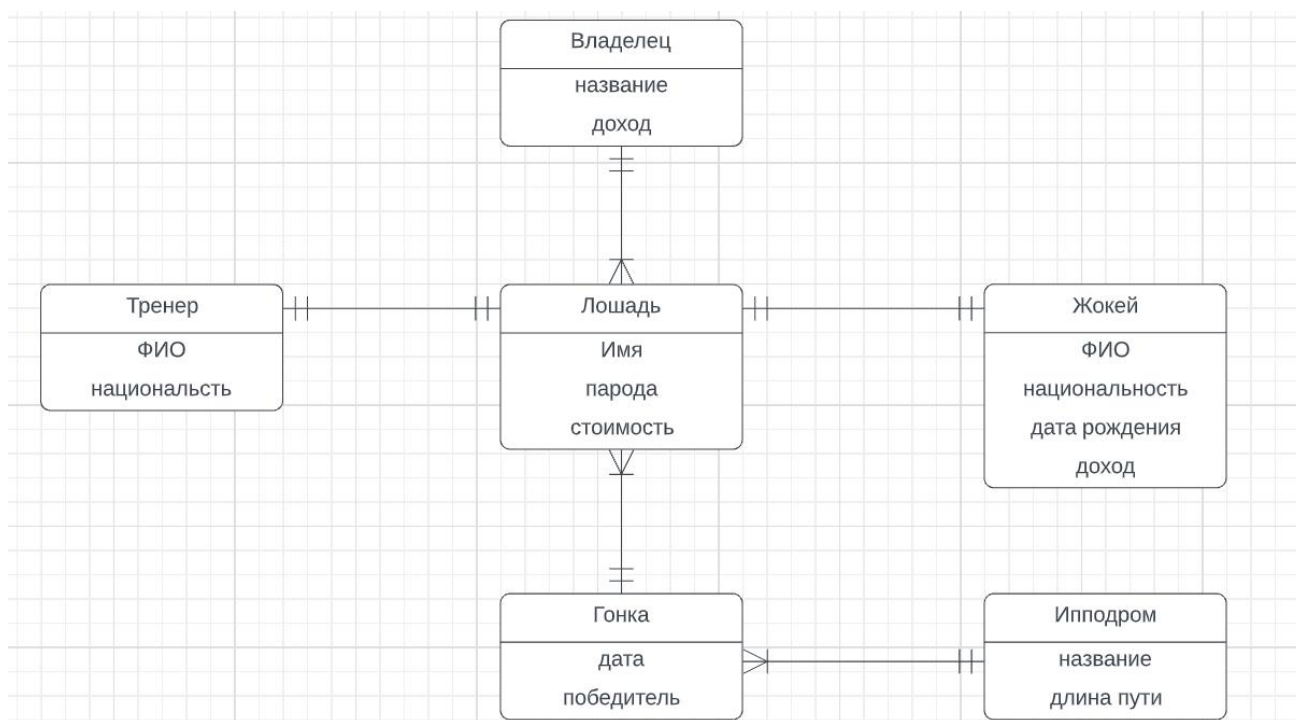 Владелец
название
доход
Тренер
ФИО
национальсть
Лошадь
Имя
парода
стоимость
Жокей
ФИО
национальность
дата рождения
доход
Гонка
дата
победитель
Ипподром
название
длина пути